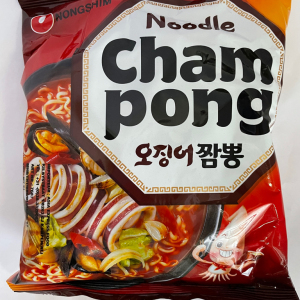 NONGSHIM
Noodle
Cham
pong
오징어짬뽕